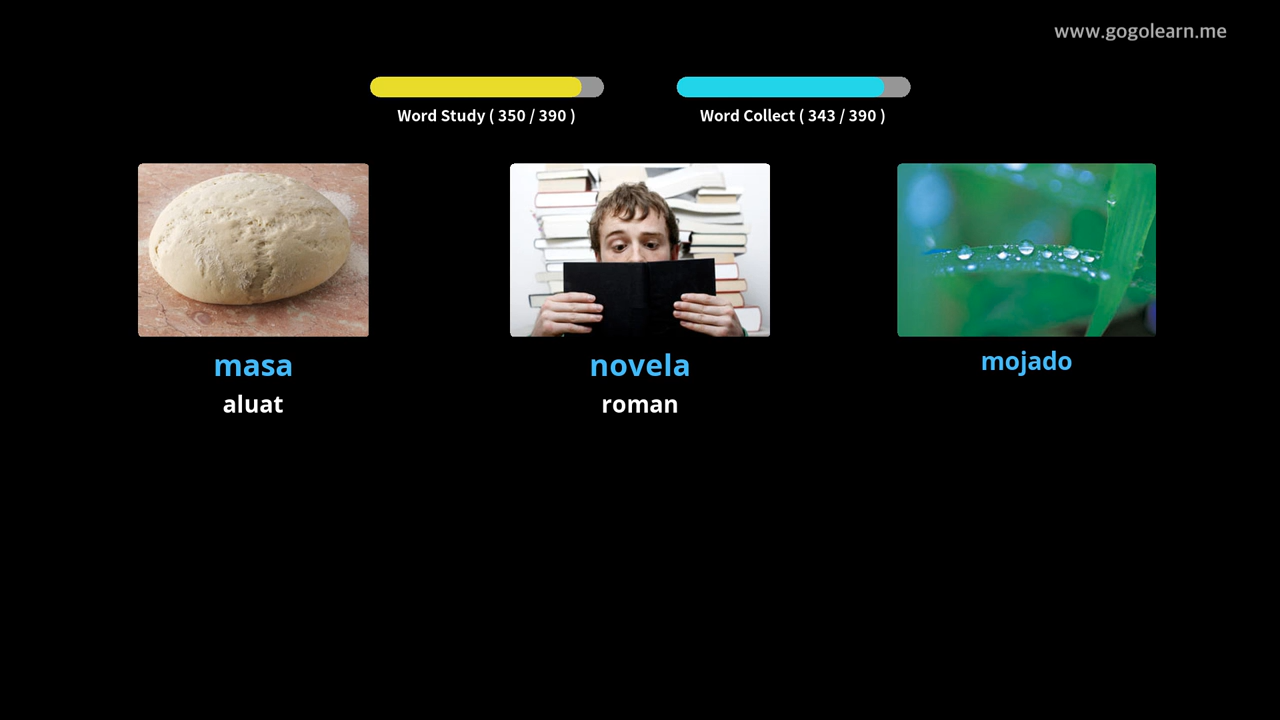 www.gogolearn.me
Word Study ( 350 / 390 )
Word Collect ( 343 / 390 )
masa
novela
mojado
aluat
roman